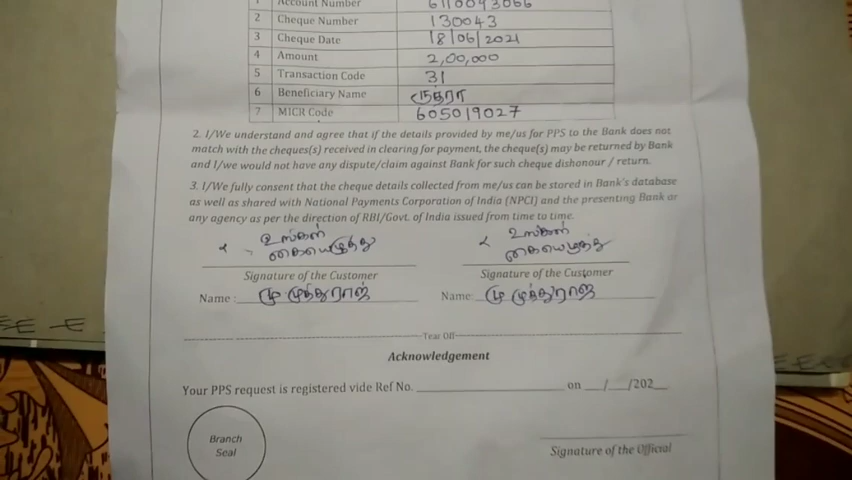 1 Account Number 6110043066
2 Cheque Number 130043
3 Cheque Date 18/06/2021
4 Amount 2,00,000
5 Transaction Code 31
6 Beneficiary Name ருத்ரா
7 MICR Code 605019027
2. I/We understand and agree that if the details provided by me/us for PPS to the Bank does not
match with the cheques(s) received in clearing for payment, the cheque(s) may be returned by Bank
and I/we would not have any dispute/claim against Bank for such cheque dishonour / return.
3. I/We fully consent that the cheque details collected from me/us can be stored in Bank's database
as well as shared with National Payments Corporation of India (NPCI) and the presenting Bank or
any agency as per the direction of RBI/Govt. of India issued from time to time.
உங்கள் உங்கள்
கையெழுத்து கையெழுத்து
Signature of the Customer Signature of the Customer
Name : மு முத்துராஜ் Name: மு முத்துராஜ்
Tear Off
Acknowledgement
Your PPS request is registered vide Ref No. ____________ on __/__/202__
Branch
Seal
Signature of the Official